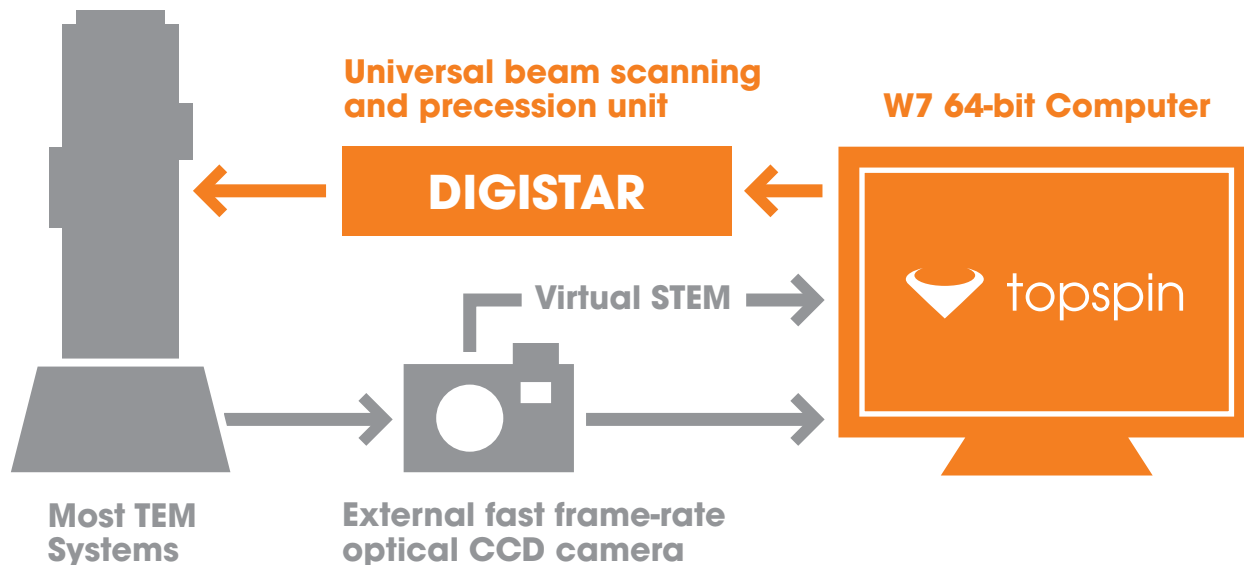 Universal beam scanning
and precession unit
W7 64-bit Computer
DIGISTAR
topspin
Virtual STEM
Most TEM
Systems
External fast frame-rate
optical CCD camera